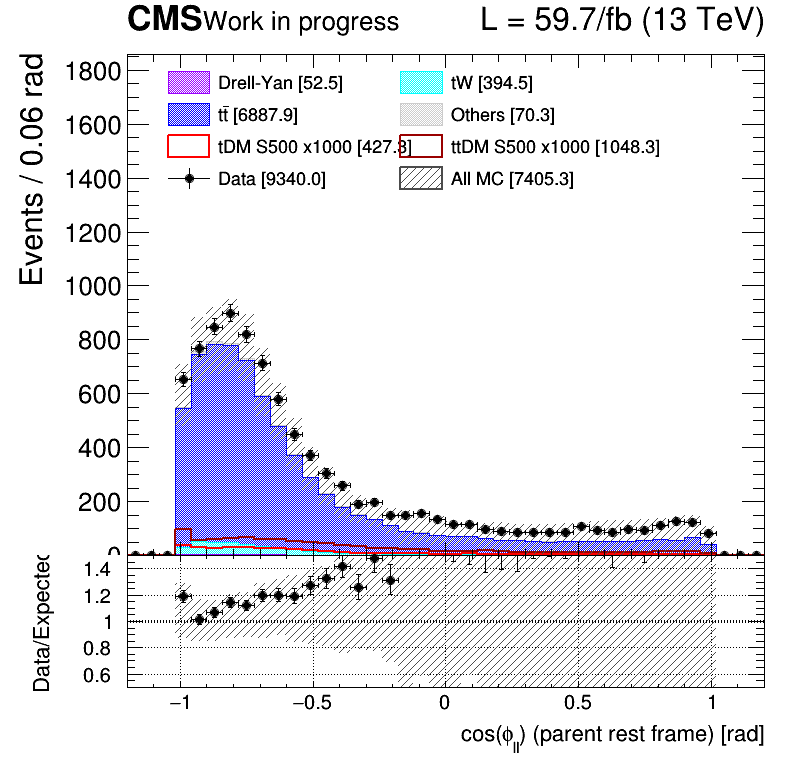 CMS Work in progress L = 59.7/fb (13 TeV)
Events / 0.06 rad
1800
1600
1400
1200
1000
800
600
400
200
0
Drell-Yan [52.5] tW [394.5]
tt̄ [6887.9] Others [70.3]
tDM S500 x1000 [427.3] ttDM S500 x1000 [1048.3]
Data [9340.0] All MC [7405.3]
Data/Expected
1.4
1.2
1
0.8
0.6
−1 −0.5 0 0.5 1
cos(ϕll) (parent rest frame) [rad]